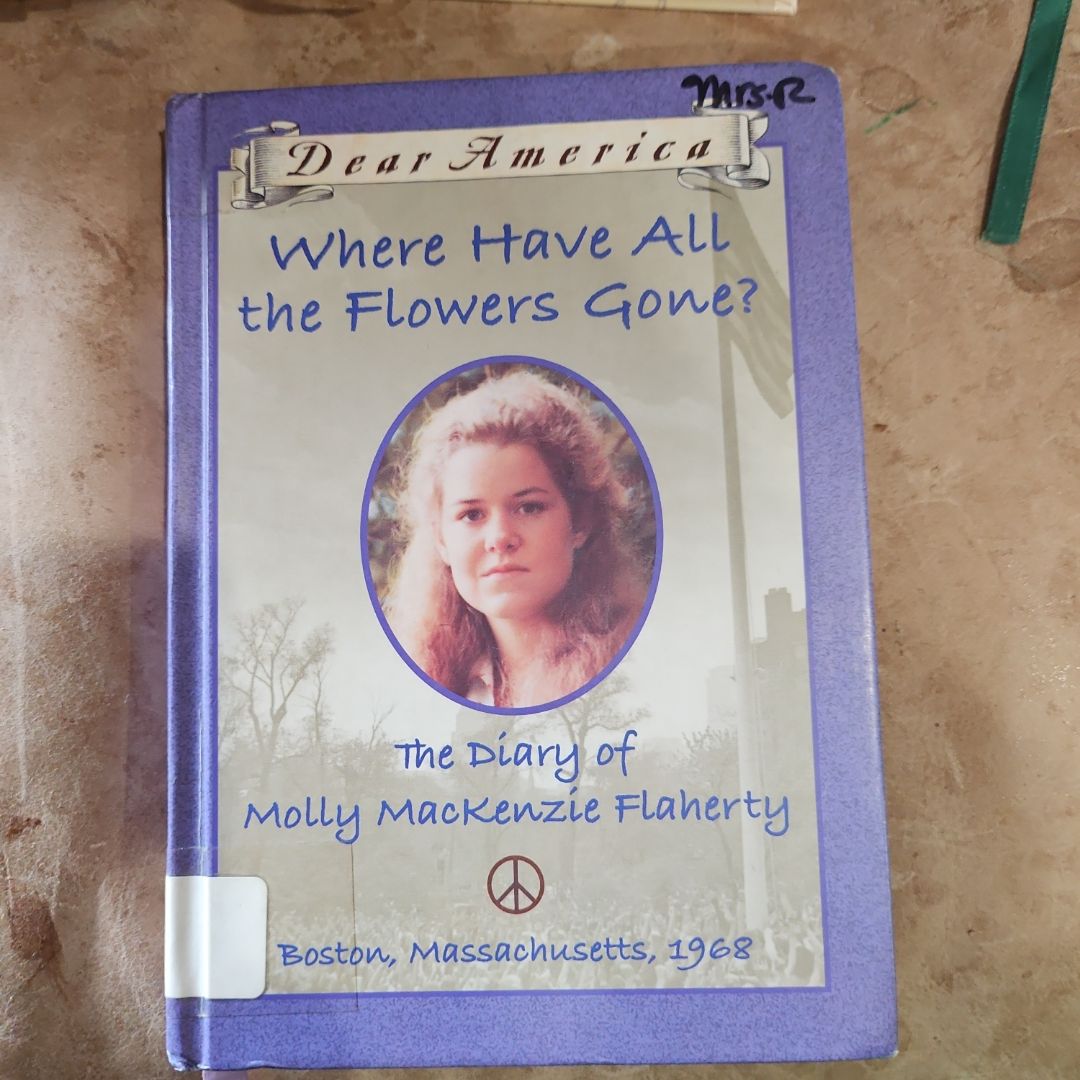 Mrs. R
Dear America
Where Have All
the Flowers Gone?
The Diary of
Molly MacKenzie Flaherty
Boston, Massachusetts, 1968